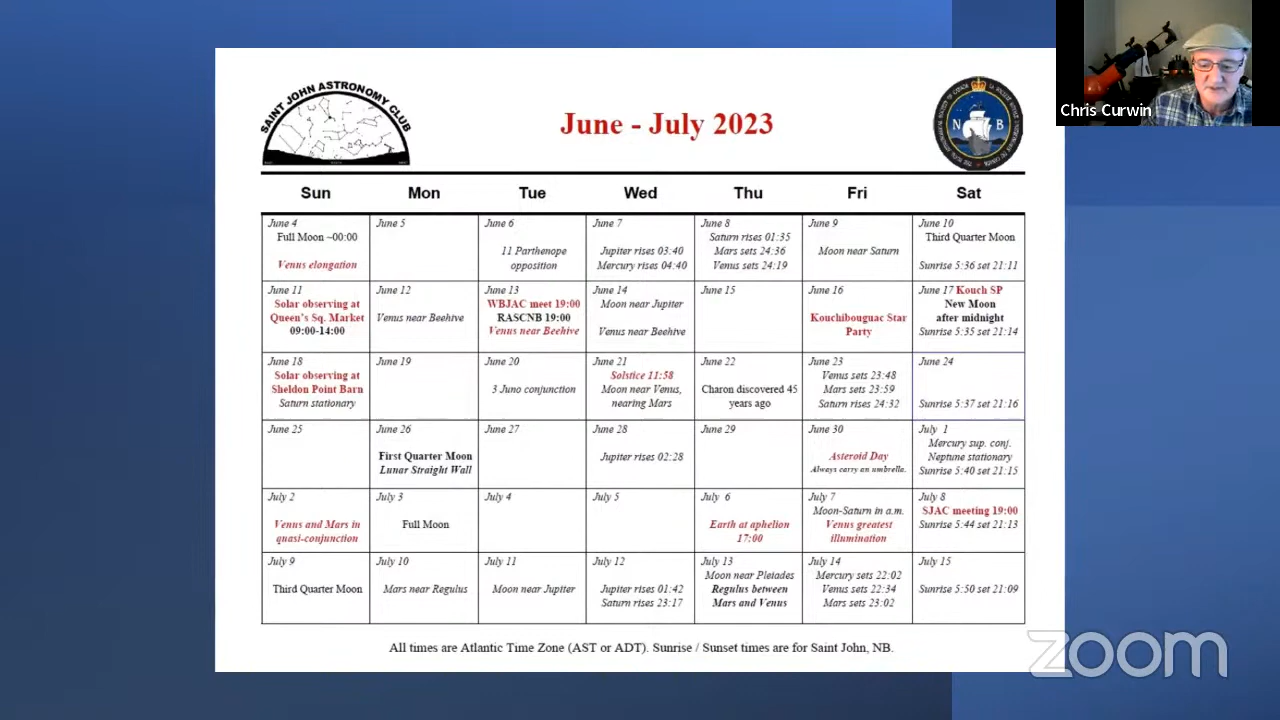 SAINT JOHN ASTRONOMY CLUB
June - July 2023
N B
Chris Curwin
Sun Mon Tue Wed Thu Fri Sat
June 4
Full Moon ~00:00
Venus elongation
June 5
June 6
11 Parthenope
opposition
June 7
Jupiter rises 03:40
Mercury rises 04:40
June 8
Saturn rises 01:35
Mars sets 24:36
Venus sets 24:19
June 9
Moon near Saturn
June 10
Third Quarter Moon
Sunrise 5:36 set 21:11
June 11
Solar observing at
Queen's Sq. Market
09:00-14:00
June 12
Venus near Beehive
June 13
WBJAC meet 19:00
RASCNB 19:00
Venus near Beehive
June 14
Moon near Jupiter
Venus near Beehive
June 15
June 16
Kouchibouguac Star
Party
June 17 Kouch SP
New Moon
after midnight
Sunrise 5:35 set 21:14
June 18
Solar observing at
Sheldon Point Barn
Saturn stationary
June 19
June 20
3 Juno conjunction
June 21
Solstice 11:58
Moon near Venus,
nearing Mars
June 22
Charon discovered 45
years ago
June 23
Venus sets 23:48
Mars sets 23:59
Saturn rises 24:32
June 24
Sunrise 5:37 set 21:16
June 25
June 26
First Quarter Moon
Lunar Straight Wall
June 27
June 28
Jupiter rises 02:28
June 29
June 30
Asteroid Day
Always carry an umbrella.
July 1
Mercury sup. conj.
Neptune stationary
Sunrise 5:40 set 21:15
July 2
Venus and Mars in
quasi-conjunction
July 3
Full Moon
July 4
July 5
July 6
Earth at aphelion
17:00
July 7
Moon-Saturn in a.m.
Venus greatest
illumination
July 8
SJAC meeting 19:00
Sunrise 5:44 set 21:13
July 9
Third Quarter Moon
July 10
Mars near Regulus
July 11
Moon near Jupiter
July 12
Jupiter rises 01:42
Saturn rises 23:17
July 13
Moon near Pleiades
Regulus between
Mars and Venus
July 14
Mercury sets 22:02
Venus sets 22:34
Mars sets 23:02
July 15
Sunrise 5:50 set 21:09
All times are Atlantic Time Zone (AST or ADT). Sunrise / Sunset times are for Saint John, NB.
zoom